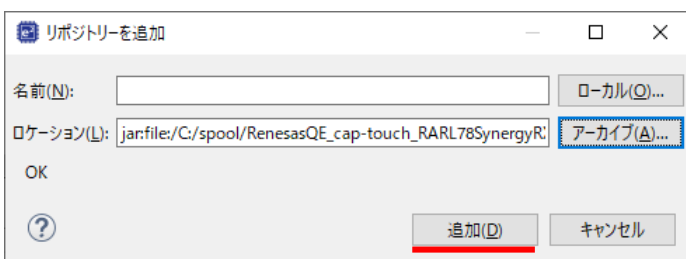 リポジトリーを追加
名前(N):
ローカル(O)...
ロケーション(L): jar:file:/C:/spool/RenesasQE_cap-touch_RARL78SynergyRX
アーカイブ(A)...
OK
追加(D)
キャンセル